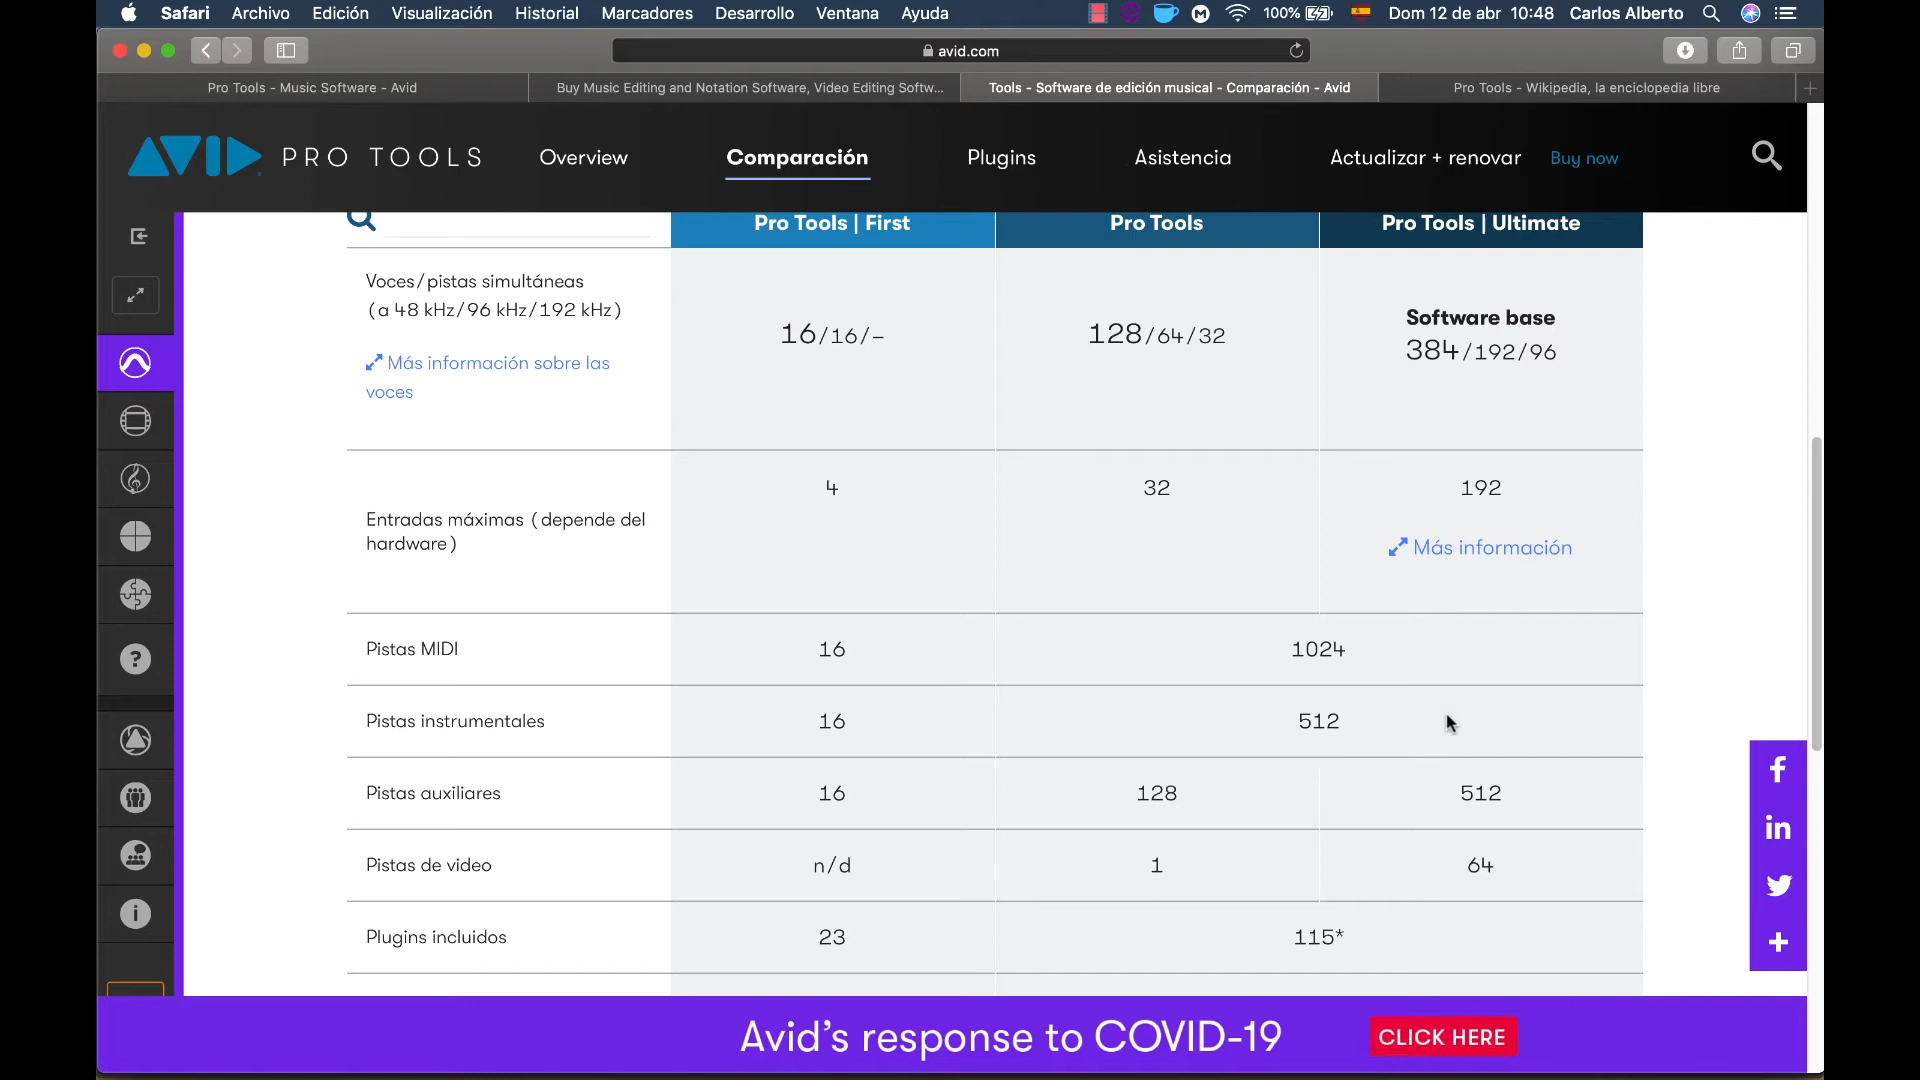 Safari Archivo Edición Visualización Historial Marcadores Desarrollo Ventana Ayuda 100% Dom 12 de abr 10:48 Carlos Alberto
avid.com
Pro Tools - Music Software - Avid
Buy Music Editing and Notation Software, Video Editing Softw...
Tools - Software de edición musical - Comparación - Avid
Pro Tools - Wikipedia, la enciclopedia libre
AVID PRO TOOLS Overview Comparación Plugins Asistencia Actualizar + renovar Buy now
Pro Tools | First Pro Tools Pro Tools | Ultimate
Voces/pistas simultáneas
(a 48 kHz/96 kHz/192 kHz)
Más información sobre las
voces
16/16/–
128/64/32
Software base
384/192/96
Entradas máximas (depende del
hardware)
4
32
192
Más información
Pistas MIDI 16 1024
Pistas instrumentales 16 512
Pistas auxiliares 16 128 512
Pistas de video n/d 1 64
Plugins incluidos 23 115*
Avid's response to COVID-19 CLICK HERE